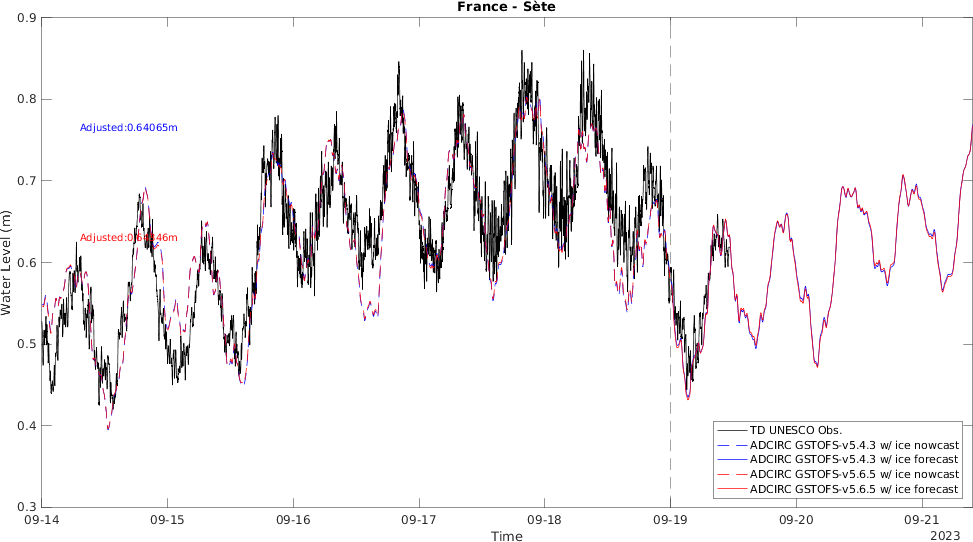 France - Sète
0.9
0.8
0.7
0.6
0.5
0.4
0.3
Water Level (m)
Adjusted:0.64065m
TD UNESCO Obs.
ADCIRC GSTOFS-v5.4.3 w/ ice nowcast
ADCIRC GSTOFS-v5.4.3 w/ ice forecast
ADCIRC GSTOFS-v5.6.5 w/ ice nowcast
ADCIRC GSTOFS-v5.6.5 w/ ice forecast
09-14 09-15 09-16 09-17 09-18 09-19 09-20 09-21
Time
2023